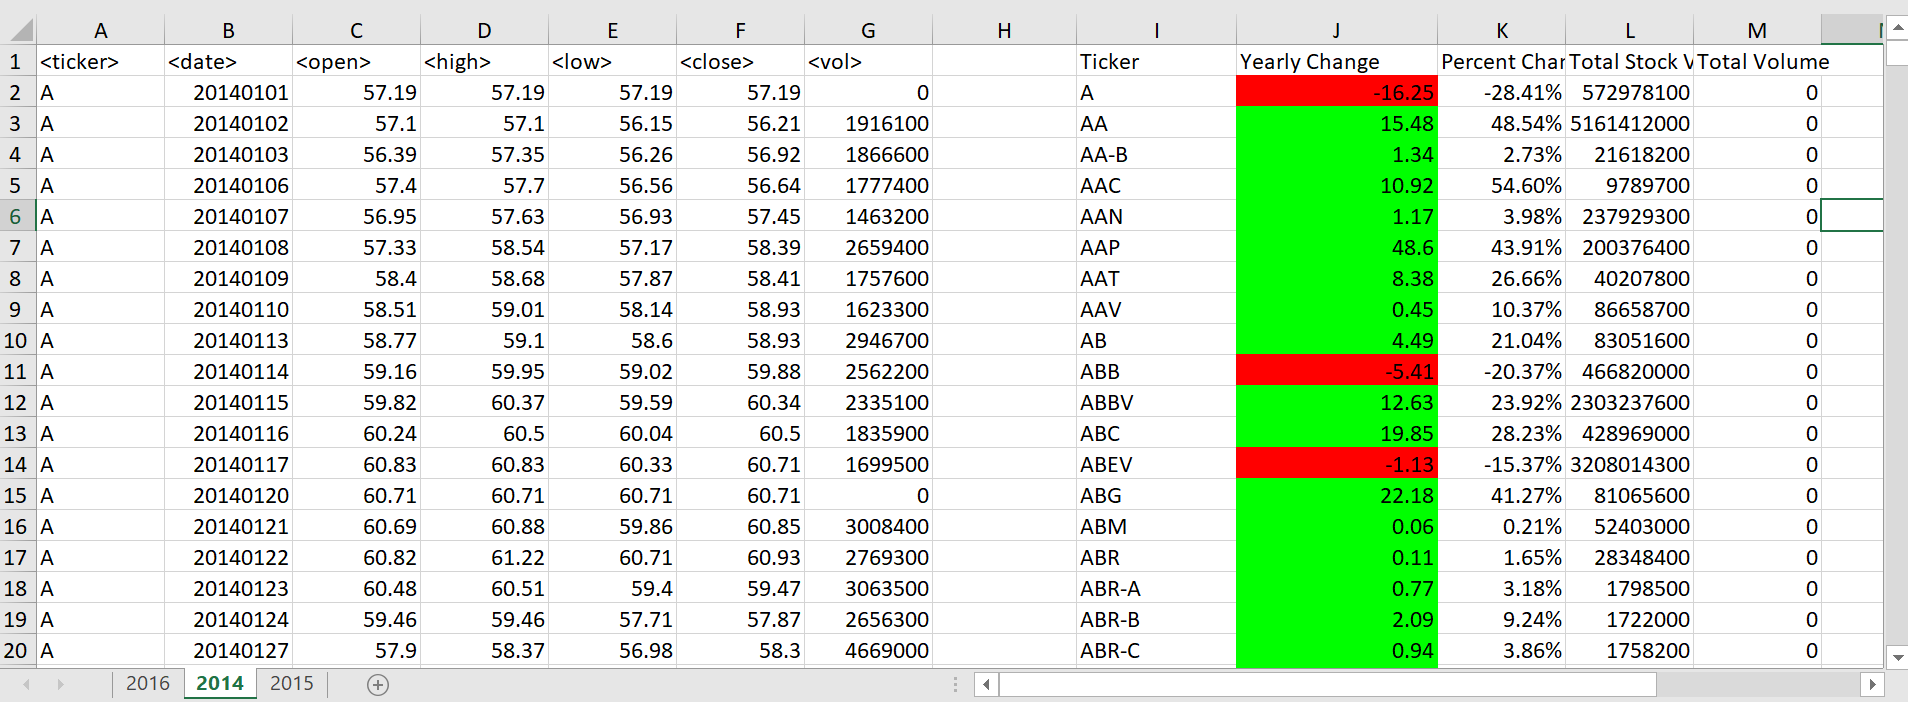 A B C D E F G H I J K L M
1 <ticker> <date> <open> <high> <low> <close> <vol> Ticker Yearly Change Percent Char Total Stock V Total Volume
2 A 20140101 57.19 57.19 57.19 57.19 0 A -16.25 -28.41% 572978100 0
3 A 20140102 57.1 57.1 56.15 56.21 1916100 AA 15.48 48.54% 5161412000 0
4 A 20140103 56.39 57.35 56.26 56.92 1866600 AA-B 1.34 2.73% 21618200 0
5 A 20140106 57.4 57.7 56.56 56.64 1777400 AAC 10.92 54.60% 9789700 0
6 A 20140107 56.95 57.63 56.93 57.45 1463200 AAN 1.17 3.98% 237929300 0
7 A 20140108 57.33 58.54 57.17 58.39 2659400 AAP 48.6 43.91% 200376400 0
8 A 20140109 58.4 58.68 57.87 58.41 1757600 AAT 8.38 26.66% 40207800 0
9 A 20140110 58.51 59.01 58.14 58.93 1623300 AAV 0.45 10.37% 86658700 0
10 A 20140113 58.77 59.1 58.6 58.93 2946700 AB 4.49 21.04% 83051600 0
11 A 20140114 59.16 59.95 59.02 59.88 2562200 ABB -5.41 -20.37% 466820000 0
12 A 20140115 59.82 60.37 59.59 60.34 2335100 ABBV 12.63 23.92% 2303237600 0
13 A 20140116 60.24 60.5 60.04 60.5 1835900 ABC 19.85 28.23% 428969000 0
14 A 20140117 60.83 60.83 60.33 60.71 1699500 ABEV -1.13 -15.37% 3208014300 0
15 A 20140120 60.71 60.71 60.71 60.71 0 ABG 22.18 41.27% 81065600 0
16 A 20140121 60.69 60.88 59.86 60.85 3008400 ABM 0.06 0.21% 52403000 0
17 A 20140122 60.82 61.22 60.71 60.93 2769300 ABR 0.11 1.65% 28348400 0
18 A 20140123 60.48 60.51 59.4 59.47 3063500 ABR-A 0.77 3.18% 1798500 0
19 A 20140124 59.46 59.46 57.71 57.87 2656300 ABR-B 2.09 9.24% 1722000 0
20 A 20140127 57.9 58.37 56.98 58.3 4669000 ABR-C 0.94 3.86% 1758200 0
2016 2014 2015